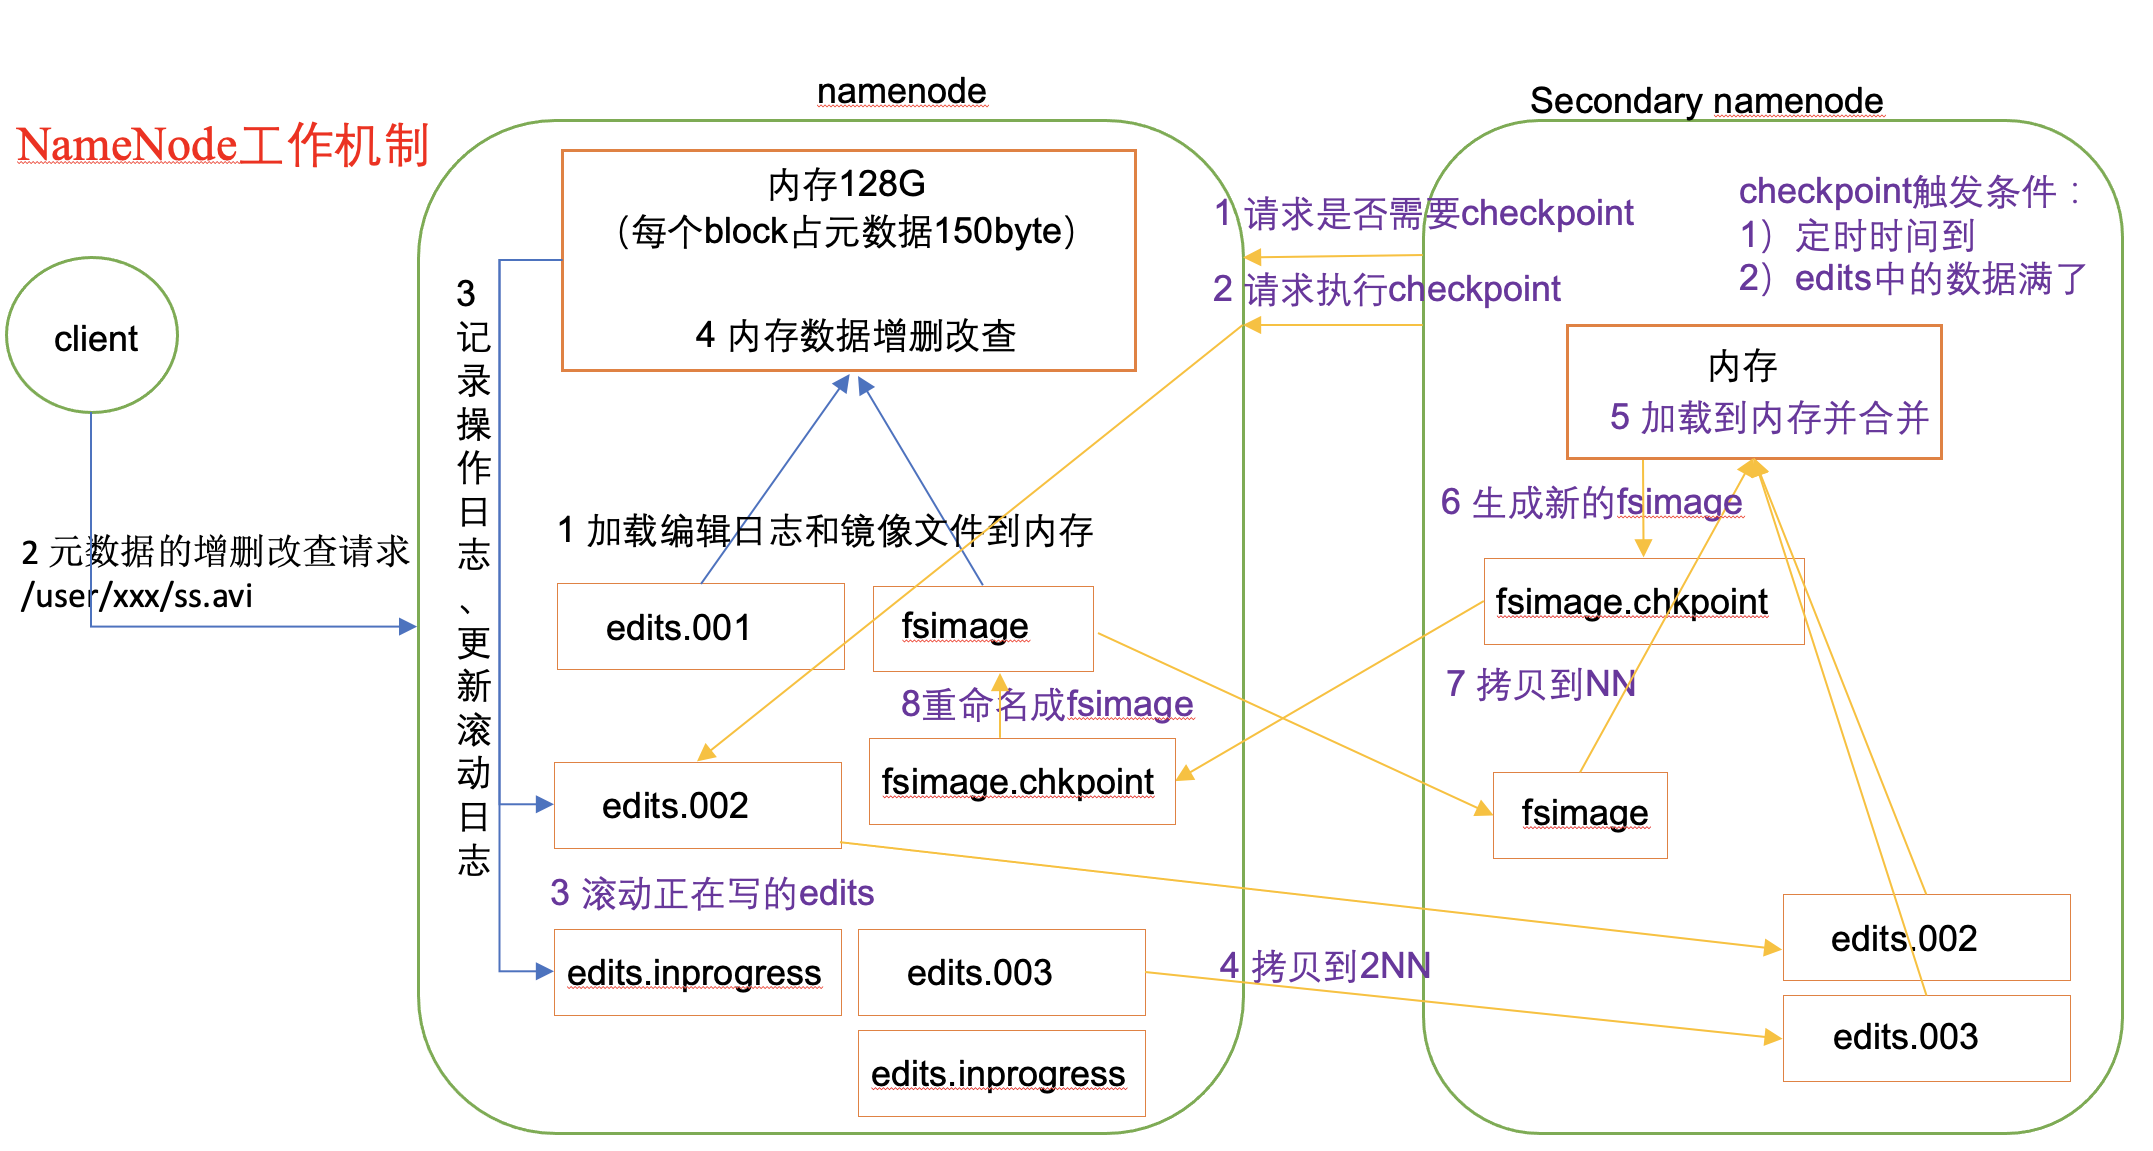 NameNode工作机制
client
2 元数据的增删改查请求
/user/xxx/ss.avi
namenode
内存128G
（每个block占元数据150byte）
4 内存数据增删改查
3
记
录
操
作
日
志
、
更
新
滚
动
日
志
1 加载编辑日志和镜像文件到内存
edits.001
fsimage
8重命名成fsimage
edits.002
fsimage.chkpoint
3 滚动正在写的edits
edits.inprogress
edits.003
edits.inprogress
1 请求是否需要checkpoint
2 请求执行checkpoint
4 拷贝到2NN
Secondary namenode
checkpoint触发条件：
1）定时时间到
2）edits中的数据满了
内存
5 加载到内存并合并
6 生成新的fsimage
fsimage.chkpoint
7 拷贝到NN
fsimage
edits.002
edits.003